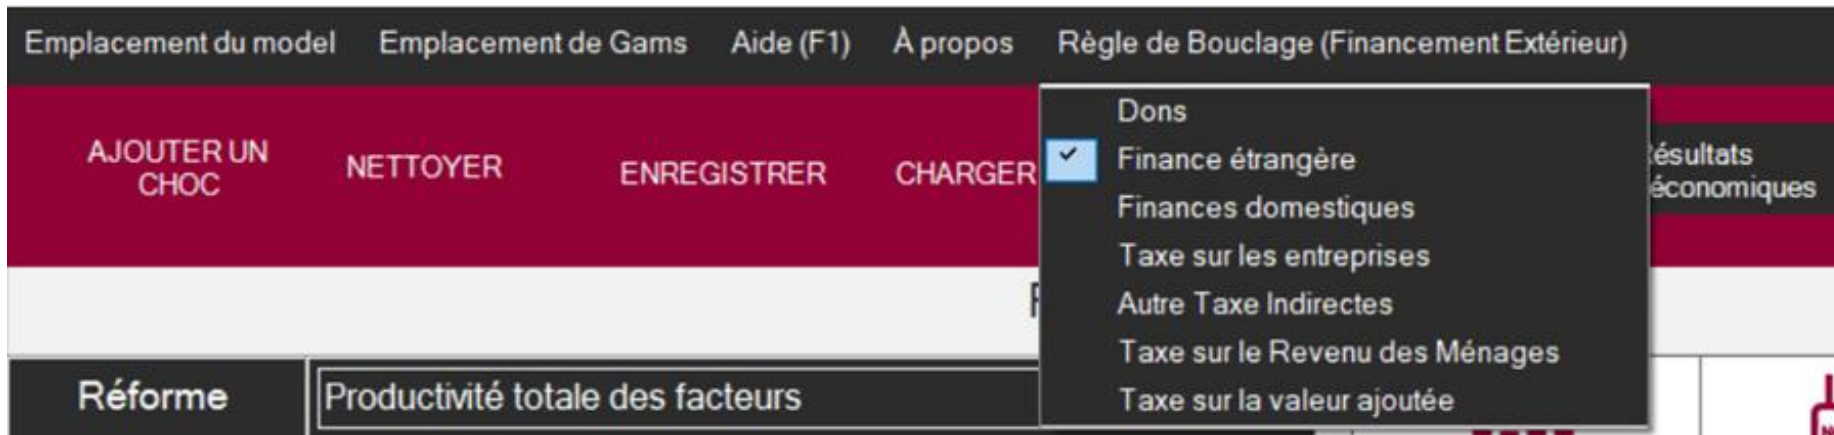 Emplacement du model Emplacement de Gams Aide (F1) À propos Règle de Bouclage (Financement Extérieur)
AJOUTER UN
CHOC
NETTOYER
ENREGISTRER
CHARGER
Dons
Finance étrangère
Finances domestiques
Taxe sur les entreprises
Autre Taxe Indirectes
Taxe sur le Revenu des Ménages
Taxe sur la valeur ajoutée
ésultats
économiques
Réforme
Productivité totale des facteurs